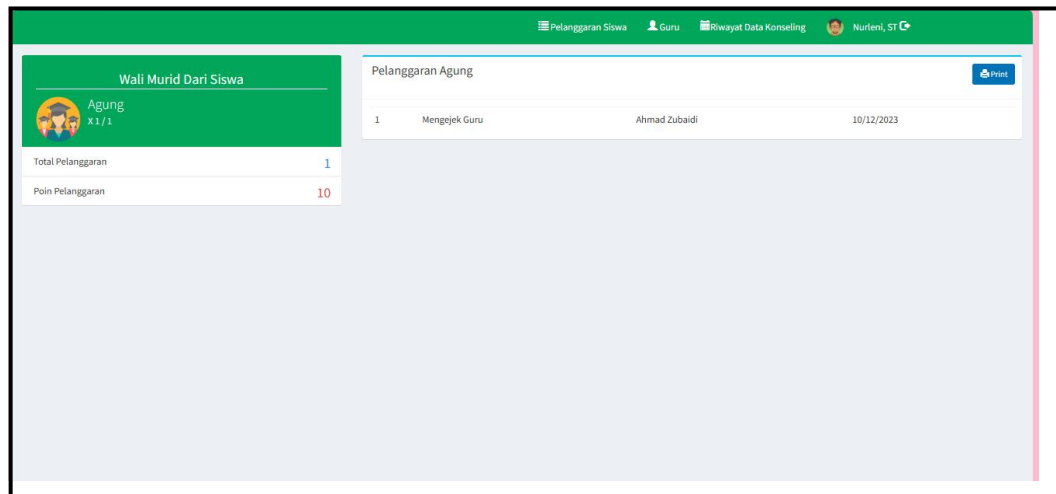 Pelanggaran Siswa Guru Riwayat Data Konseling Nurleni, ST
Wali Murid Dari Siswa
Agung
X 1 / 1
Total Pelanggaran 1
Poin Pelanggaran 10
Pelanggaran Agung Print
1 Mengejek Guru Ahmad Zubaidi 10/12/2023